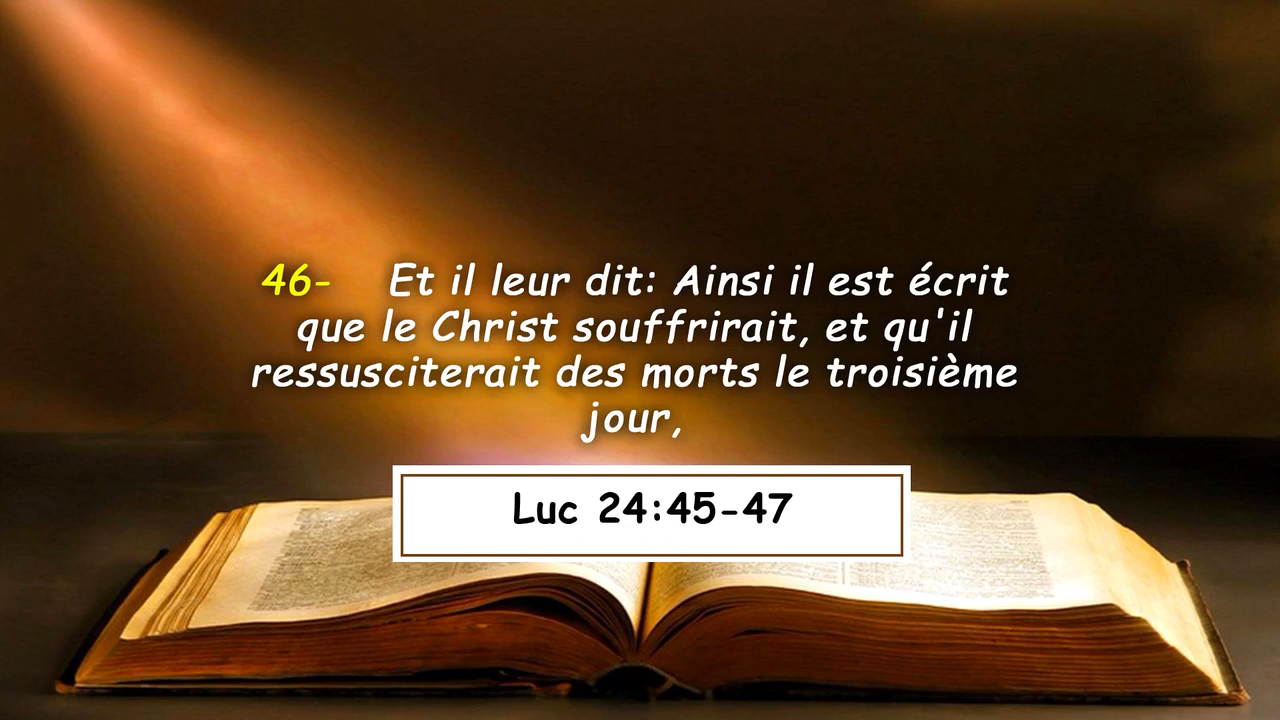 46- Et il leur dit: Ainsi il est écrit
que le Christ souffrirait, et qu'il
ressusciterait des morts le troisième
jour,
Luc 24:45-47